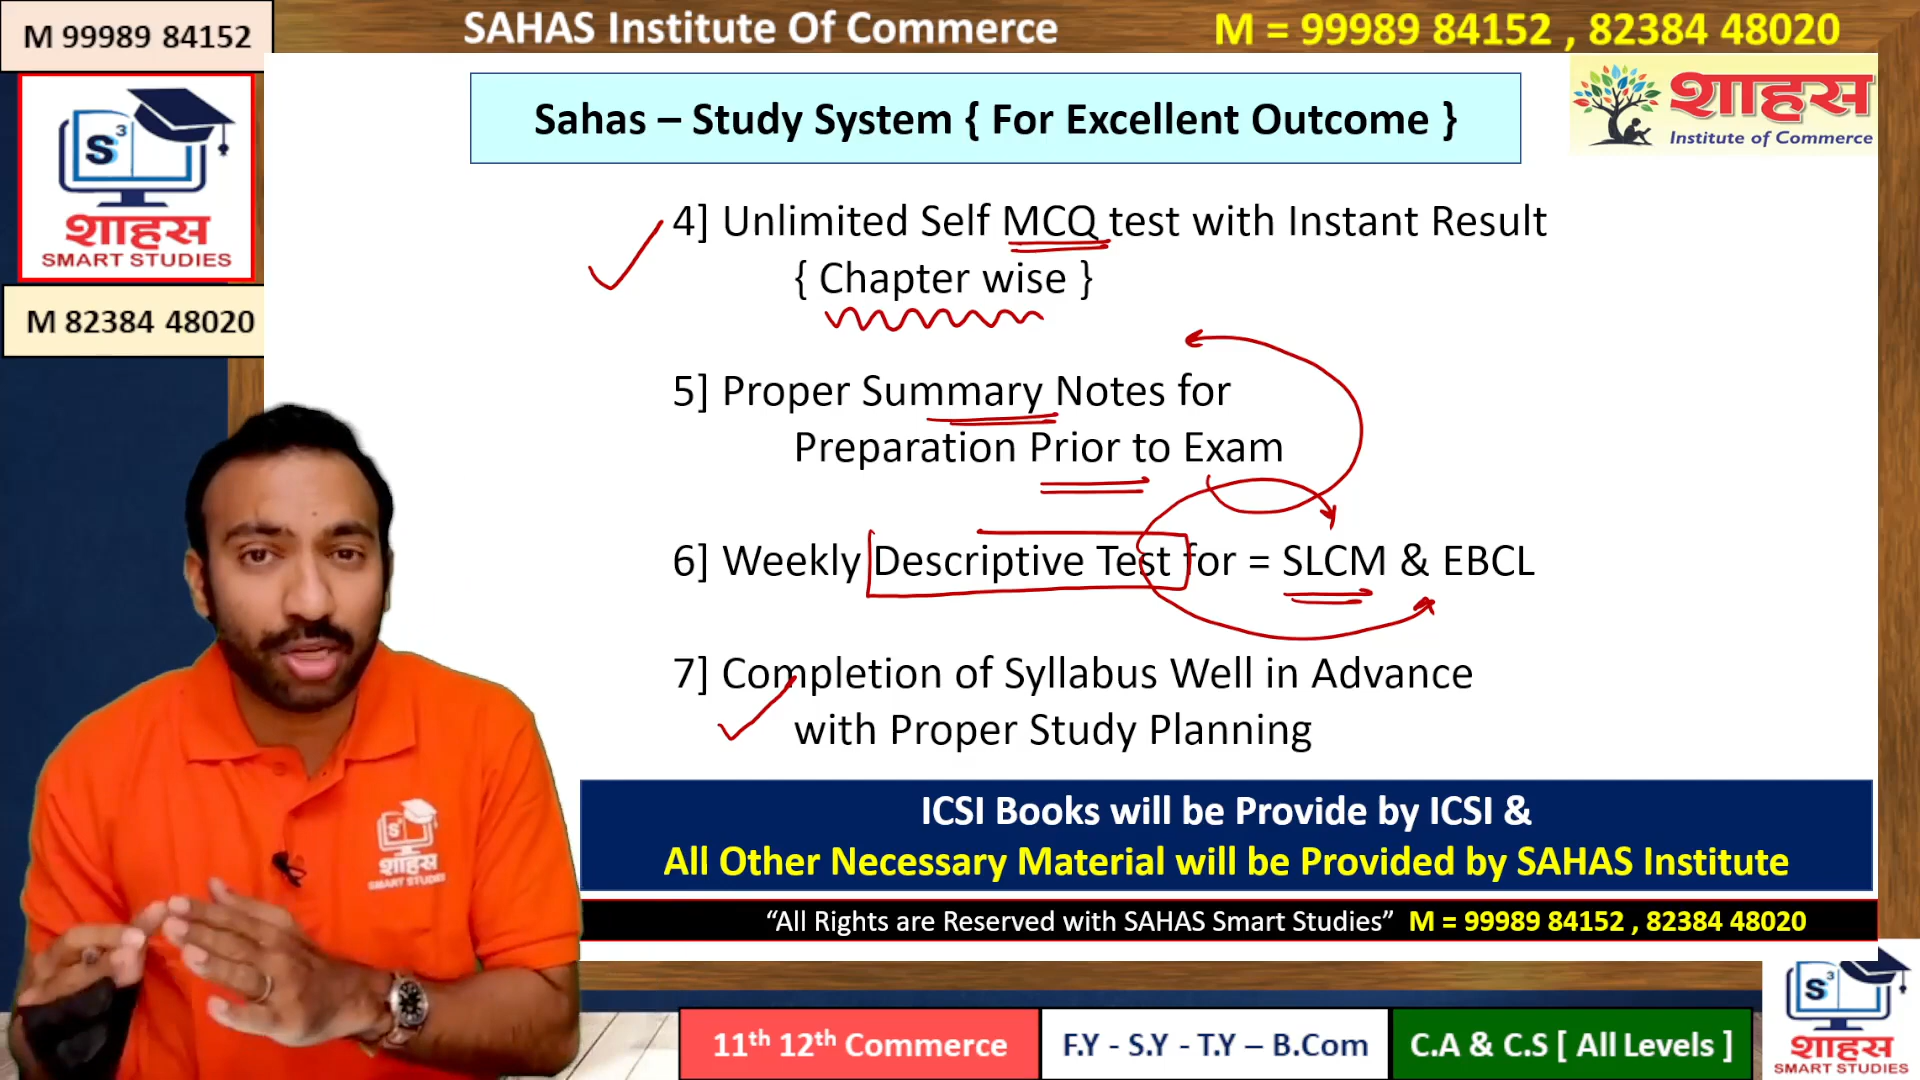 M 99989 84152
SAHAS Institute Of Commerce
M = 99989 84152 , 82384 48020
S³
शाहस
SMART STUDIES
M 82384 48020
शाहस
Institute of Commerce
Sahas – Study System { For Excellent Outcome }
4] Unlimited Self MCQ test with Instant Result
{ Chapter wise }
5] Proper Summary Notes for
Preparation Prior to Exam
6] Weekly Descriptive Test for = SLCM & EBCL
7] Completion of Syllabus Well in Advance
with Proper Study Planning
S³
शाहस
SMART STUDIES
ICSI Books will be Provide by ICSI &
All Other Necessary Material will be Provided by SAHAS Institute
“All Rights are Reserved with SAHAS Smart Studies” M = 99989 84152 , 82384 48020
11th 12th Commerce
F.Y - S.Y - T.Y – B.Com
C.A & C.S [ All Levels ]
S³
शाहस
SMART STUDIES